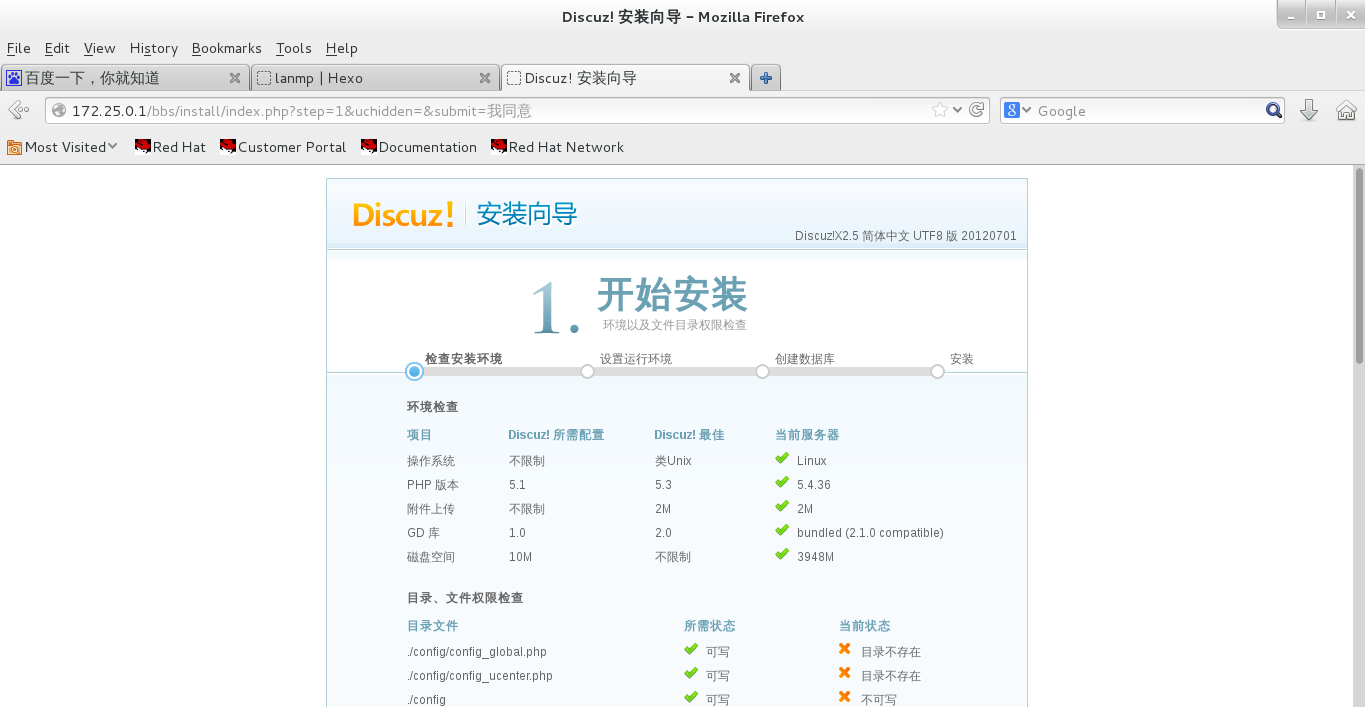 Discuz! 安装向导 - Mozilla Firefox
File Edit View History Bookmarks Tools Help
百度一下，你就知道 lanmp | Hexo Discuz! 安装向导
172.25.0.1/bbs/install/index.php?step=1&uchidden=&submit=我同意 8 Google
Most Visited Red Hat Customer Portal Documentation Red Hat Network
Discuz! 安装向导
Discuz!X2.5 简体中文 UTF8 版 20120701
1. 开始安装
环境以及文件目录权限检查
检查安装环境 设置运行环境 创建数据库 安装
环境检查
项目 Discuz! 所需配置 Discuz! 最佳 当前服务器
操作系统 不限制 类Unix Linux
PHP 版本 5.1 5.3 5.4.36
附件上传 不限制 2M 2M
GD 库 1.0 2.0 bundled (2.1.0 compatible)
磁盘空间 10M 不限制 3948M
目录、文件权限检查
目录文件 所需状态 当前状态
./config/config_global.php 可写 目录不存在
./config/config_ucenter.php 可写 目录不存在
./config 可写 不可写